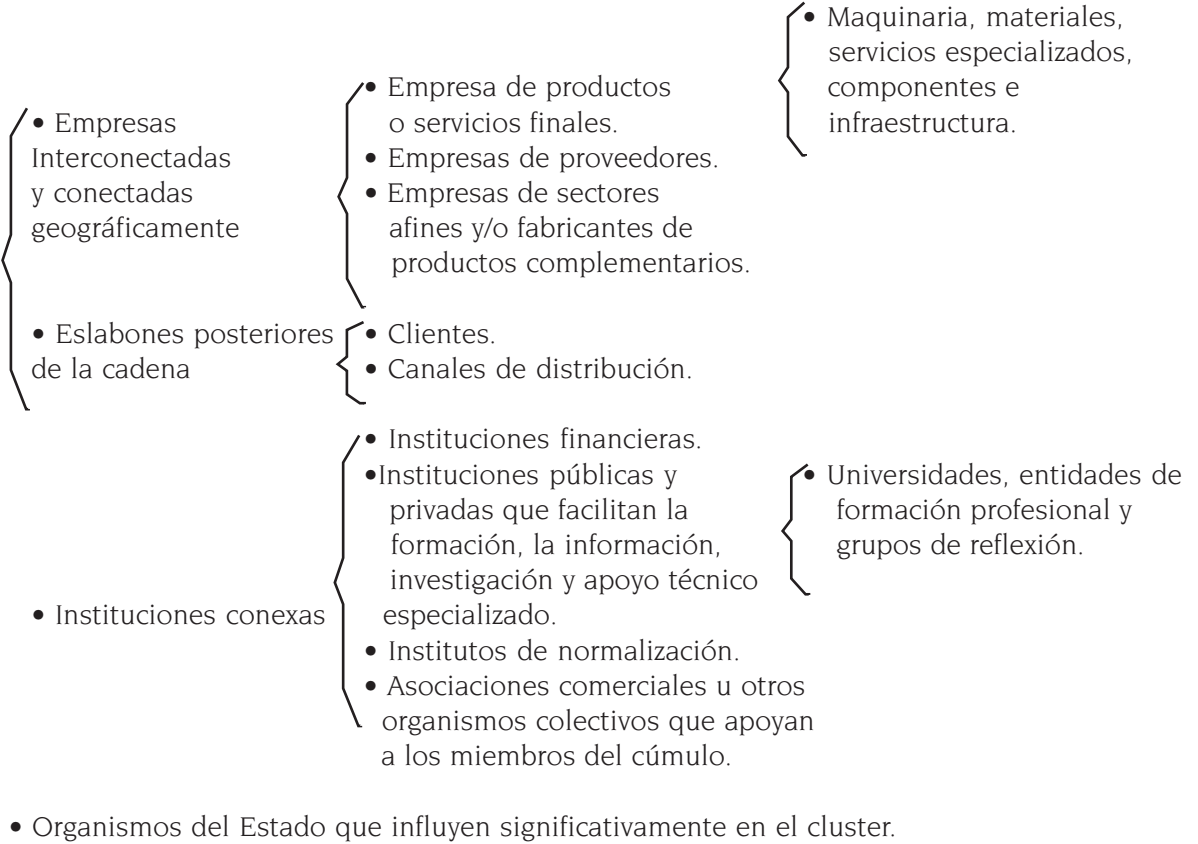 • Empresas
Interconectadas
y conectadas
geográficamente
• Empresa de productos
o servicios finales.
• Empresas de proveedores.
• Empresas de sectores
afines y/o fabricantes de
productos complementarios.
• Maquinaria, materiales,
servicios especializados,
componentes e
infraestructura.
• Eslabones posteriores
de la cadena
• Clientes.
• Canales de distribución.
• Instituciones conexas
• Instituciones financieras.
•Instituciones públicas y
privadas que facilitan la
formación, la información,
investigación y apoyo técnico
especializado.
• Institutos de normalización.
• Asociaciones comerciales u otros
organismos colectivos que apoyan
a los miembros del cúmulo.
• Universidades, entidades de
formación profesional y
grupos de reflexión.
• Organismos del Estado que influyen significativamente en el cluster.